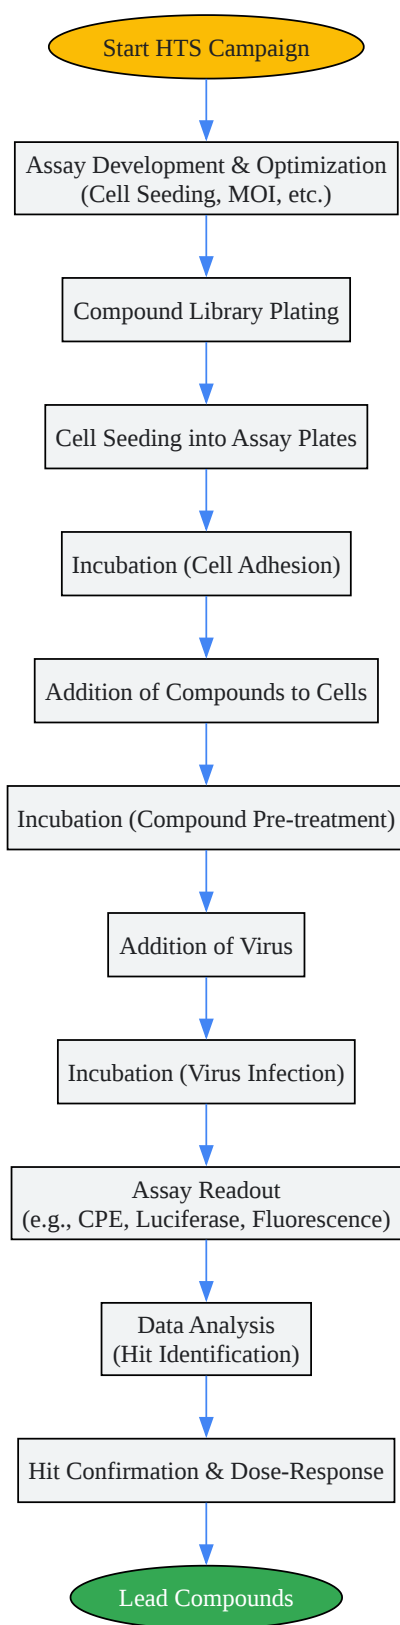 Start HTS Campaign
Assay Development & Optimization
(Cell Seeding, MOI, etc.)
Compound Library Plating
Cell Seeding into Assay Plates
Incubation (Cell Adhesion)
Addition of Compounds to Cells
Incubation (Compound Pre-treatment)
Addition of Virus
Incubation (Virus Infection)
Assay Readout
(e.g., CPE, Luciferase, Fluorescence)
Data Analysis
(Hit Identification)
Hit Confirmation & Dose-Response
Lead Compounds